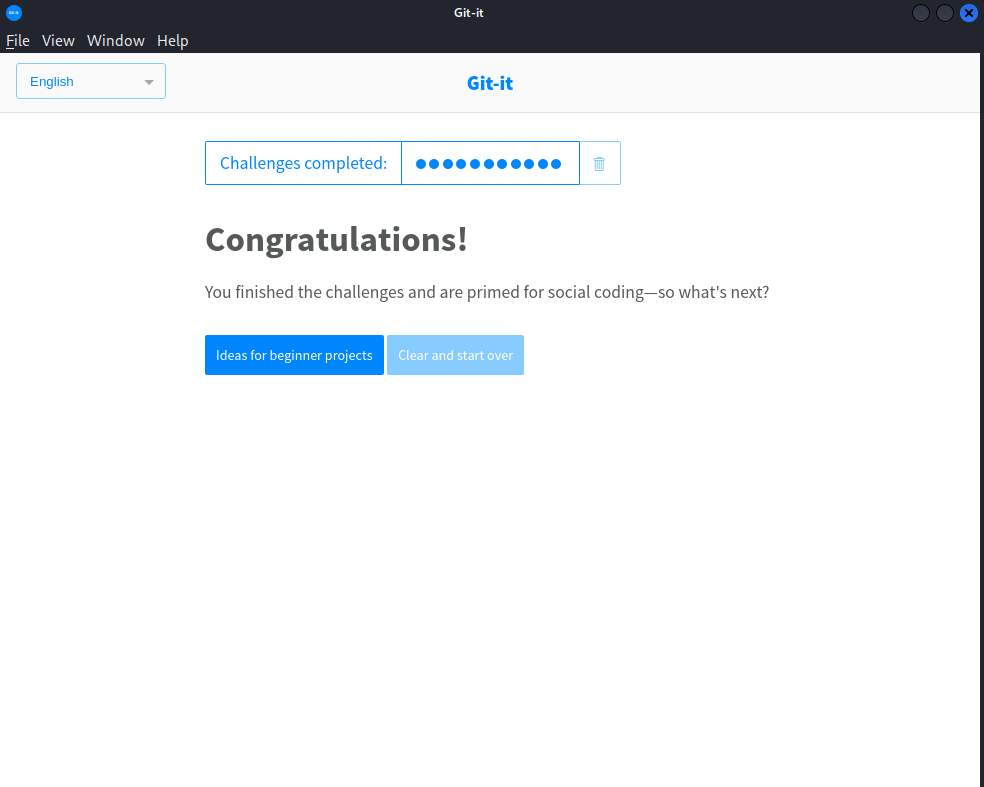 Git-it
File View Window Help
English
Git-it
Challenges completed:
Congratulations!
You finished the challenges and are primed for social coding—so what's next?
Ideas for beginner projects
Clear and start over